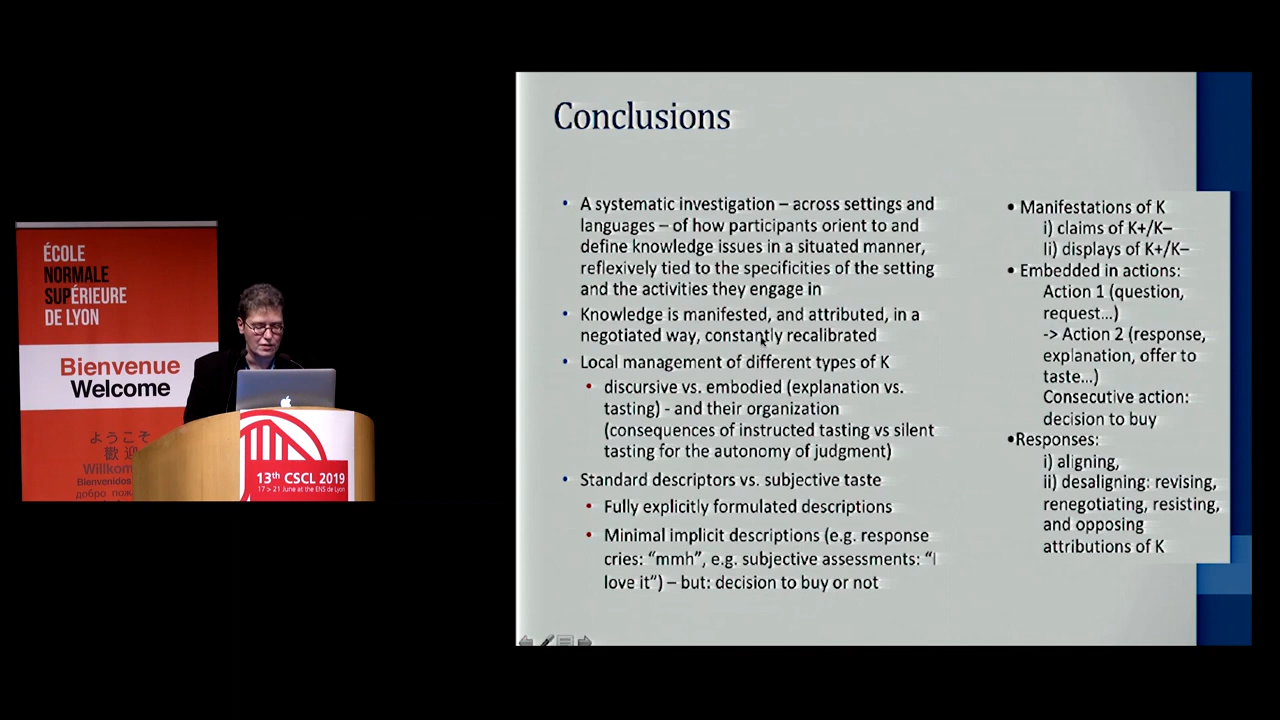 ÉCOLE
NORMALE
SUPÉRIEURE
DE LYON
Bienvenue
Welcome
ようこそ
歡迎
Willkom
Bienvenidos
добро пож
13th CSCL 2019
17 > 21 June at the ENS de Lyon
Conclusions
• A systematic investigation – across settings and
languages – of how participants orient to and
define knowledge issues in a situated manner,
reflexively tied to the specificities of the setting
and the activities they engage in
• Knowledge is manifested, and attributed, in a
negotiated way, constantly recalibrated
• Local management of different types of K
• discursive vs. embodied (explanation vs.
tasting) - and their organization
(consequences of instructed tasting vs silent
tasting for the autonomy of judgment)
• Standard descriptors vs. subjective taste
• Fully explicitly formulated descriptions
• Minimal implicit descriptions (e.g. response
cries: “mmh”, e.g. subjective assessments: “I
love it”) – but: decision to buy or not
• Manifestations of K
i) claims of K+/K–
Ii) displays of K+/K–
• Embedded in actions:
Action 1 (question,
request...)
-> Action 2 (response,
explanation, offer to
taste...)
Consecutive action:
decision to buy
•Responses:
i) aligning,
ii) desaligning: revising,
renegotiating, resisting,
and opposing
attributions of K